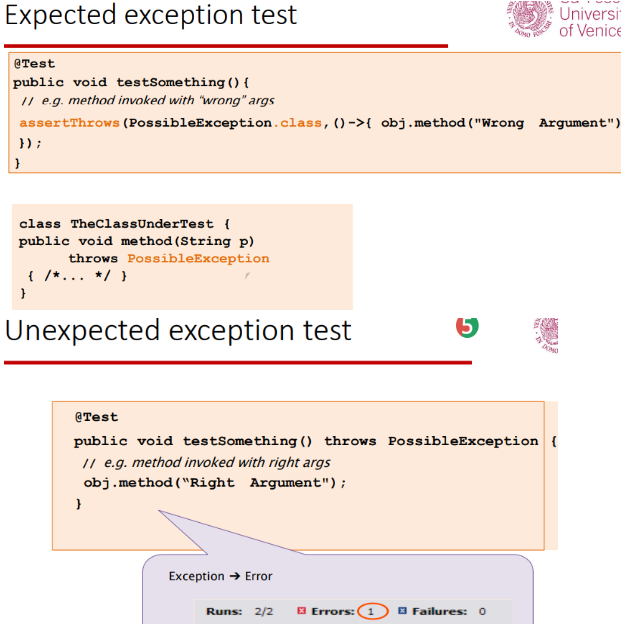 Expected exception test
of Venice
@Test
public void testSomething(){
// e.g. method invoked with "wrong" args
assertThrows(PossibleException.class,()->{ obj.method("Wrong Argument")
});
}
class TheClassUnderTest {
public void method(String p)
throws PossibleException
{ /*... */ }
}
Unexpected exception test
5
@Test
public void testSomething() throws PossibleException {
// e.g. method invoked with right args
obj.method(“Right Argument");
}
Exception → Error
Runs: 2/2 Errors: 1 Failures: 0